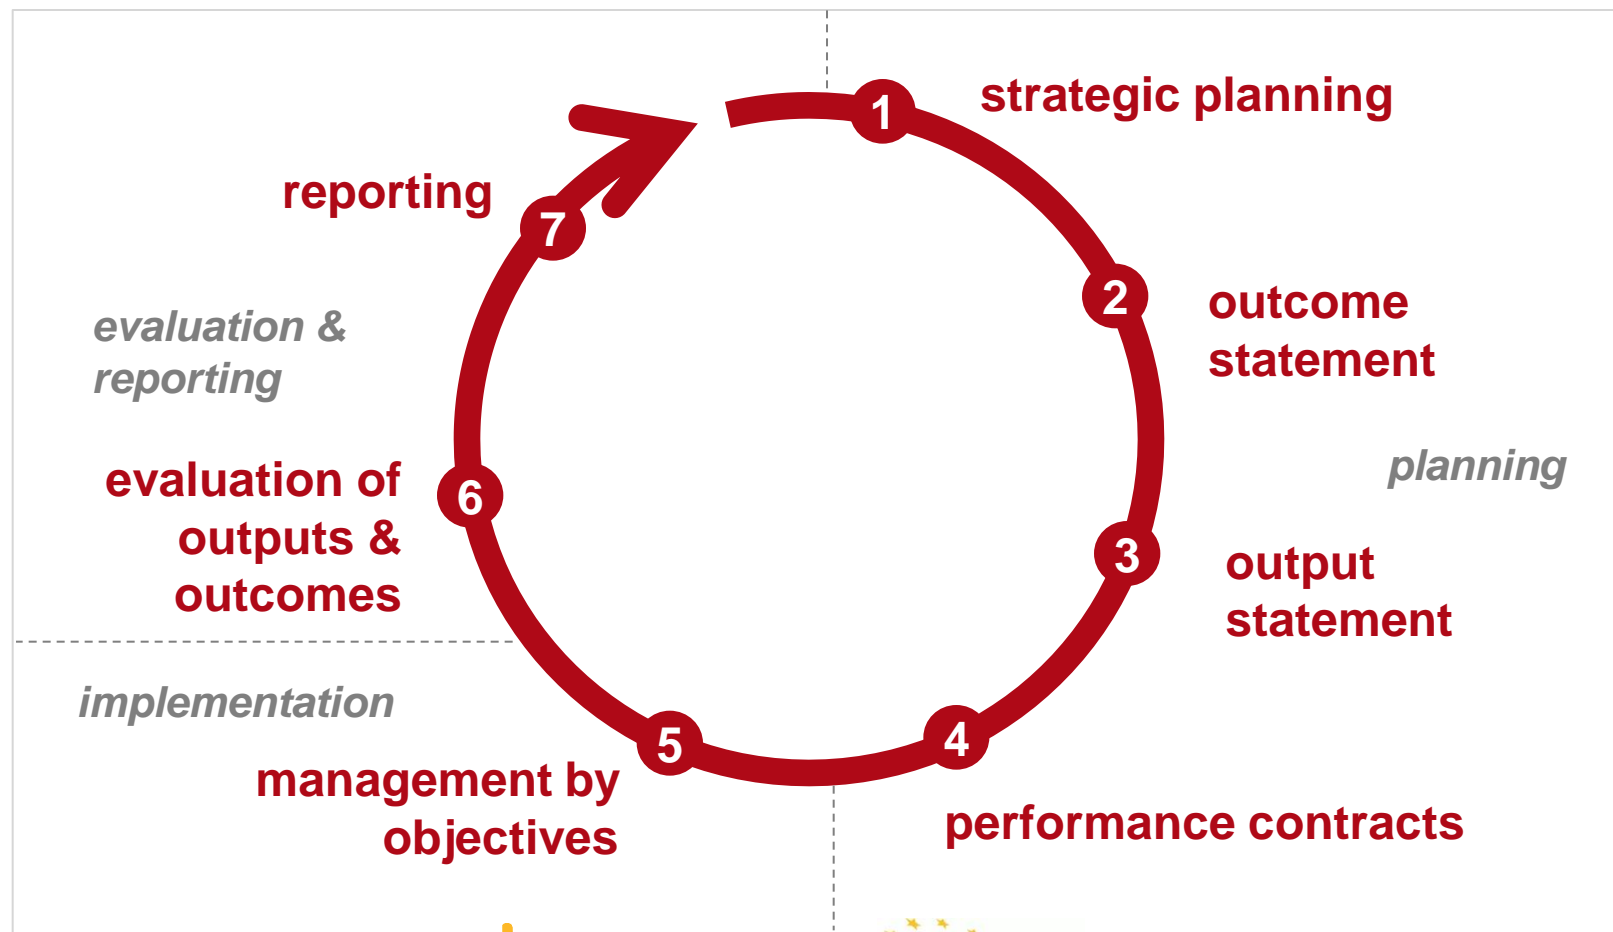 1
strategic planning
2
outcome
statement
planning
3
output
statement
4
performance contracts
5
management by
objectives
implementation
6
evaluation of
outputs &
outcomes
evaluation &
reporting
7
reporting